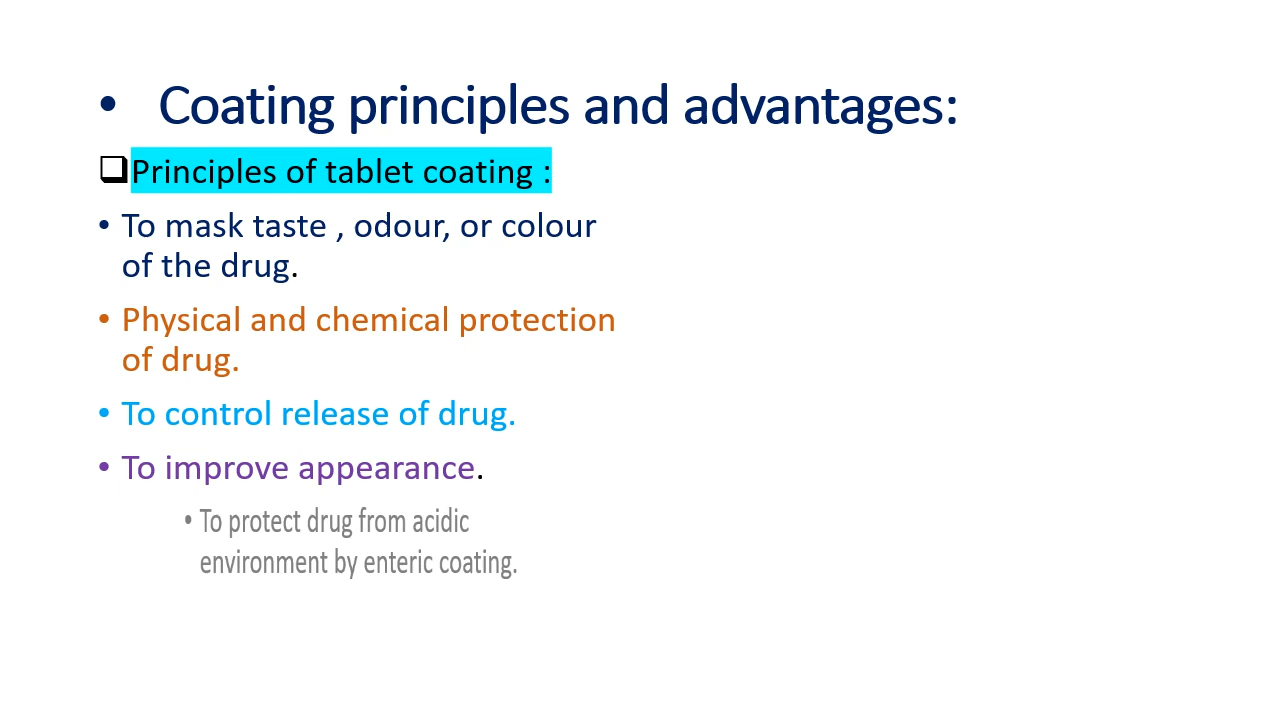 • Coating principles and advantages:
❑Principles of tablet coating :
• To mask taste , odour, or colour
of the drug.
• Physical and chemical protection
of drug.
• To control release of drug.
• To improve appearance.
• To protect drug from acidic
environment by enteric coating.